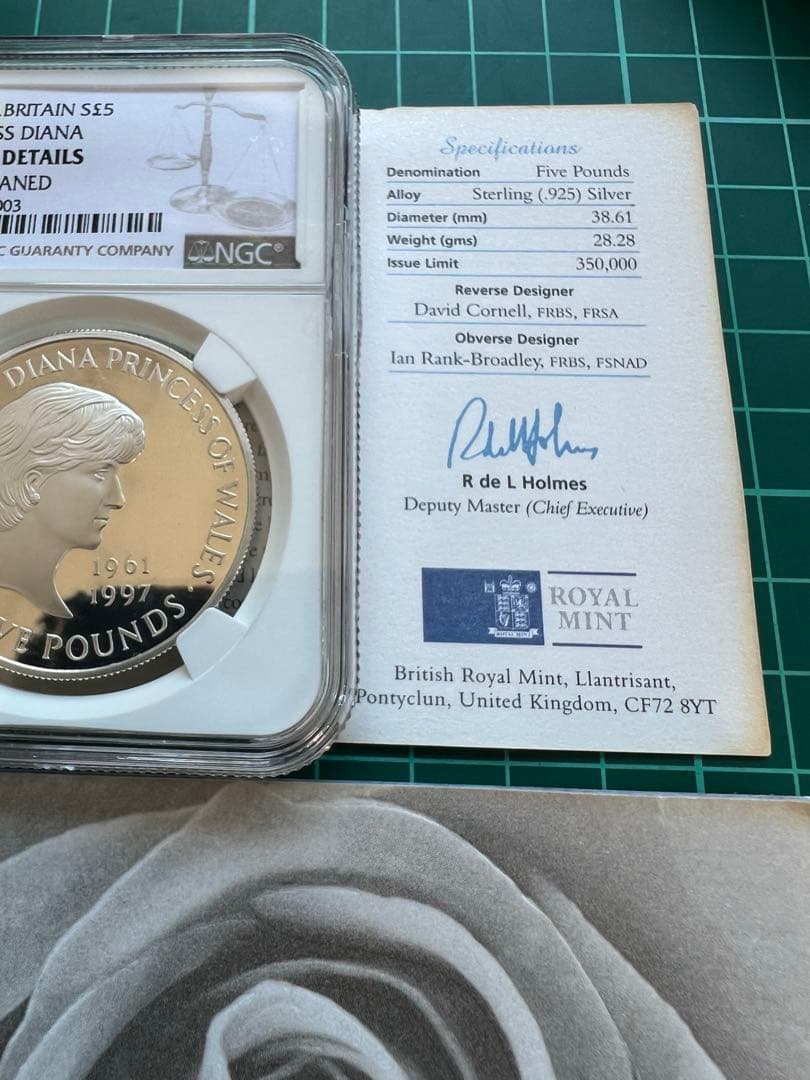 .BRITAIN S£5
SS DIANA
DETAILS
ANED
003
C GUARANTY COMPANY
NGC®
DIANA PRINCESS OF WALES
1961
1997
VE POUNDS
Specifications
Denomination Five Pounds
Alloy Sterling (.925) Silver
Diameter (mm) 38.61
Weight (gms) 28.28
Issue Limit 350,000
Reverse Designer
David Cornell, FRBS, FRSA
Obverse Designer
Ian Rank-Broadley, FRBS, FSNAD
R de L Holmes
Deputy Master (Chief Executive)
ROYAL MINT
ROYAL
MINT
British Royal Mint, Llantrisant,
Pontyclun, United Kingdom, CF72 8YT